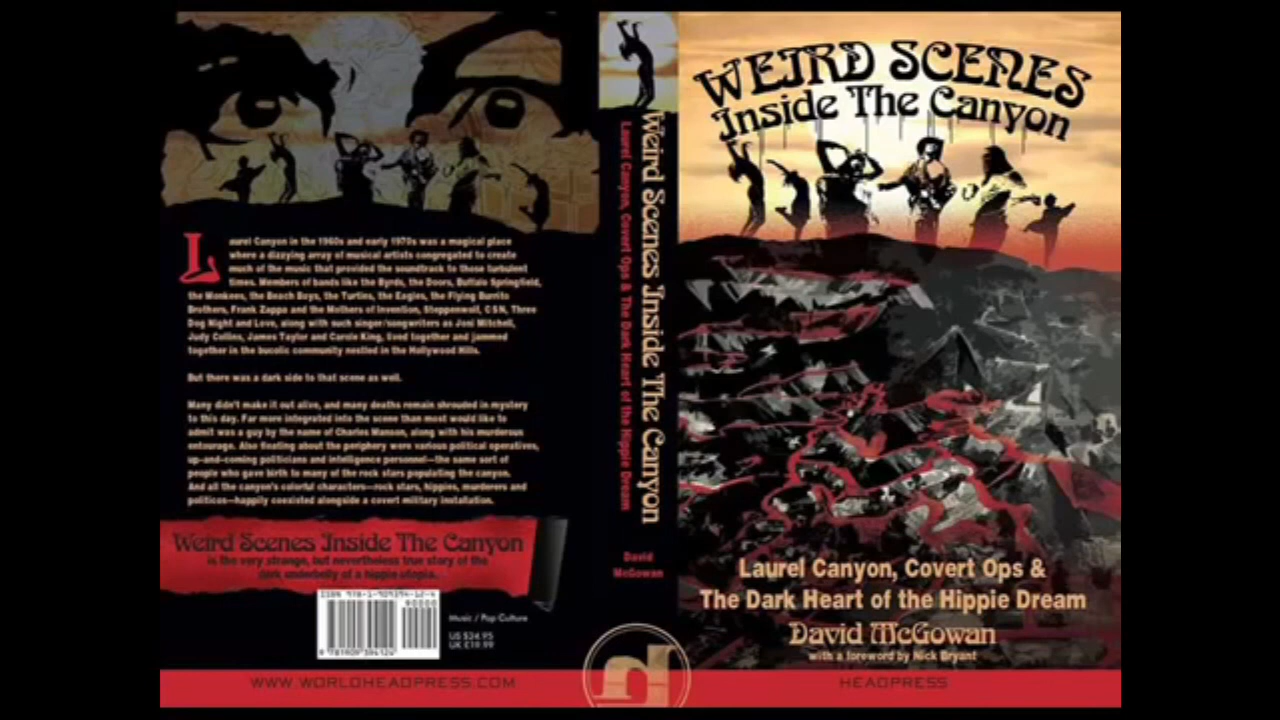 Laurel Canyon in the 1960s and early 1970s was a magical place
where a dizzying array of musical artists congregated to create
much of the music that provided the soundtrack to those turbulent
times. Members of bands like the Byrds, the Doors, Buffalo Springfield,
the Monkees, the Beach Boys, the Turtles, the Eagles, the Flying Burrito
Brothers, Frank Zappa and the Mothers of Invention, Steppenwolf, CSN, Three
Dog Night and Love, along with such singer/songwriters as Joni Mitchell,
Judy Collins, James Taylor and Carole King, lived together and jammed
together in the bucolic community nestled in the Hollywood Hills.
But there was a dark side to that scene as well.
Many didn't make it out alive, and many deaths remain shrouded in mystery
to this day. Far more integrated into the scene than most would like to
admit was a guy by the name of Charles Manson, along with his murderous
entourage. Also floating about the periphery were various political operatives,
up-and-coming politicians and intelligence personnel—the same sort of
people who gave birth to many of the rock stars populating the canyon.
And all the canyon's colorful characters—rock stars, hippies, murderers and
politicos—happily coexisted alongside a covert military installation.
Weird Scenes Inside The Canyon
is the very strange, but nevertheless true story of the
dark underbelly of a hippie utopia.
ISBN 978-1-909394-12-4
90000
9 781909 394124
Music / Pop Culture
US $24.95
UK £19.99
WWW.WORLDHEADPRESS.COM
Weird Scenes Inside The Canyon
Laurel Canyon, Covert Ops & The Dark Heart of the Hippie Dream
David
McGowan
WEIRD SCENES
Inside The Canyon
Laurel Canyon, Covert Ops &
The Dark Heart of the Hippie Dream
David McGowan
with a foreword by Nick Bryant
HEADPRESS